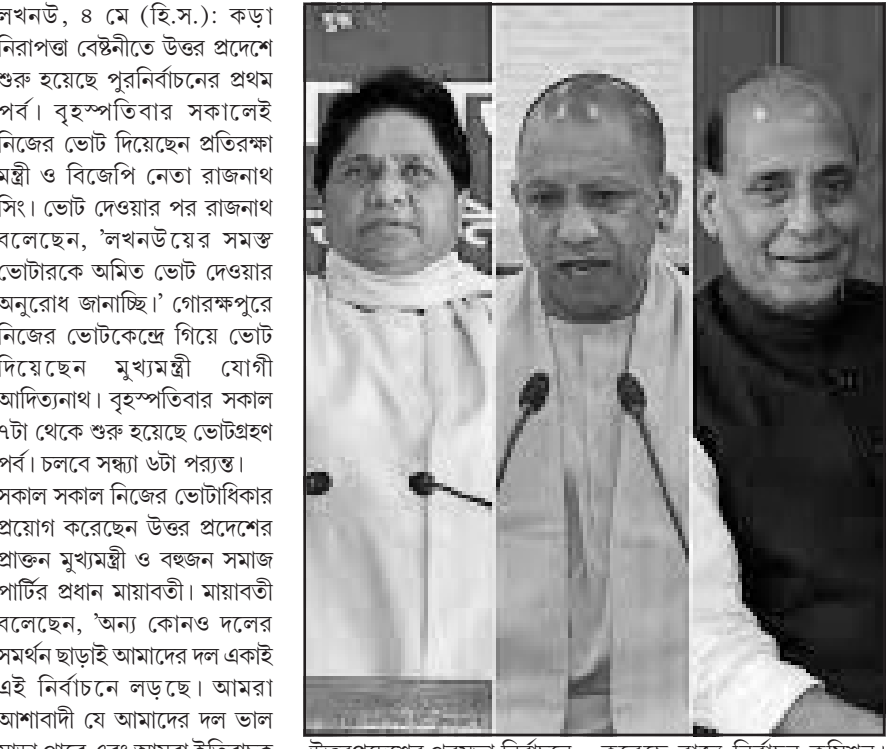 লখনউ, ৪ মে (হি.স.): কড়া
নিরাপত্তা বেষ্টনীতে উত্তর প্রদেশে
শুরু হয়েছে পুরনির্বাচনের প্রথম
পর্ব। বৃহস্পতিবার সকালেই
নিজের ভোট দিয়েছেন প্রতিরক্ষা
মন্ত্রী ও বিজেপি নেতা রাজনাথ
সিং। ভোট দেওয়ার পর রাজনাথ
বলেছেন, 'লখনউয়ের সমস্ত
ভোটারকে অমিত ভোট দেওয়ার
অনুরোধ জানাচ্ছি।' গোরক্ষপুরে
নিজের ভোটকেন্দ্রে গিয়ে ভোট
দিয়েছেন মুখ্যমন্ত্রী যোগী
আদিত্যনাথ। বৃহস্পতিবার সকাল
৭টা থেকে শুরু হয়েছে ভোটগ্রহণ
পর্ব। চলবে সন্ধ্যা ৬টা পর‍্যন্ত।
সকাল সকাল নিজের ভোটাধিকার
প্রয়োগ করেছেন উত্তর প্রদেশের
প্রাক্তন মুখ্যমন্ত্রী ও বহুজন সমাজ
পার্টির প্রধান মায়াবতী। মায়াবতী
বলেছেন, 'অন্য কোনও দলের
সমর্থন ছাড়াই আমাদের দল একাই
এই নির্বাচনে লড়ছে। আমরা
আশাবাদী যে আমাদের দল ভাল